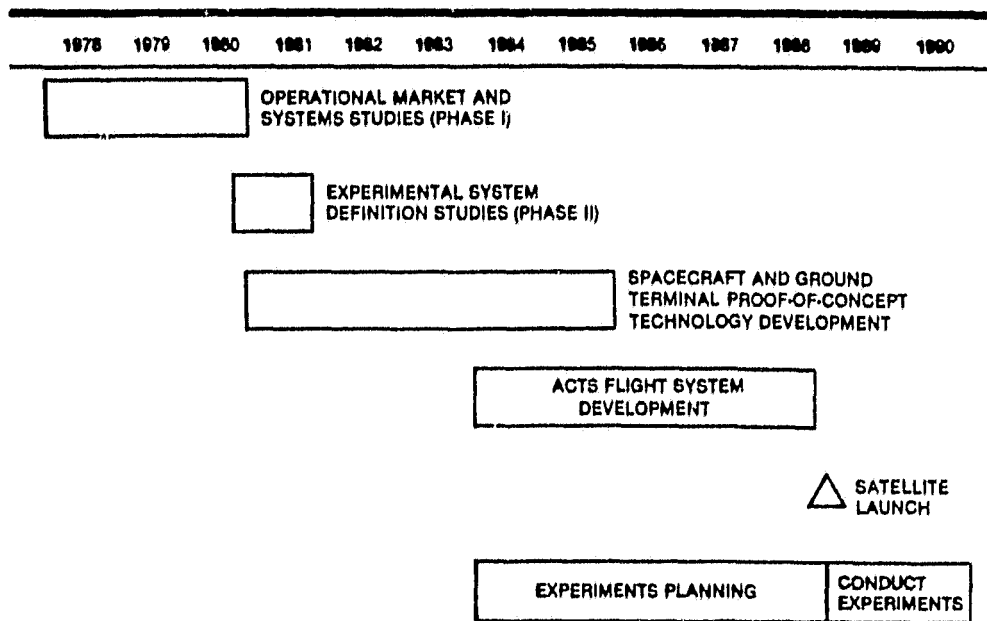 1978 1979 1980 1981 1982 1983 1984 1985 1986 1987 1988 1989 1990
OPERATIONAL MARKET AND
SYSTEMS STUDIES (PHASE I)
EXPERIMENTAL SYSTEM
DEFINITION STUDIES (PHASE II)
SPACECRAFT AND GROUND
TERMINAL PROOF-OF-CONCEPT
TECHNOLOGY DEVELOPMENT
ACTS FLIGHT SYSTEM
DEVELOPMENT
SATELLITE
LAUNCH
EXPERIMENTS PLANNING
CONDUCT
EXPERIMENTS